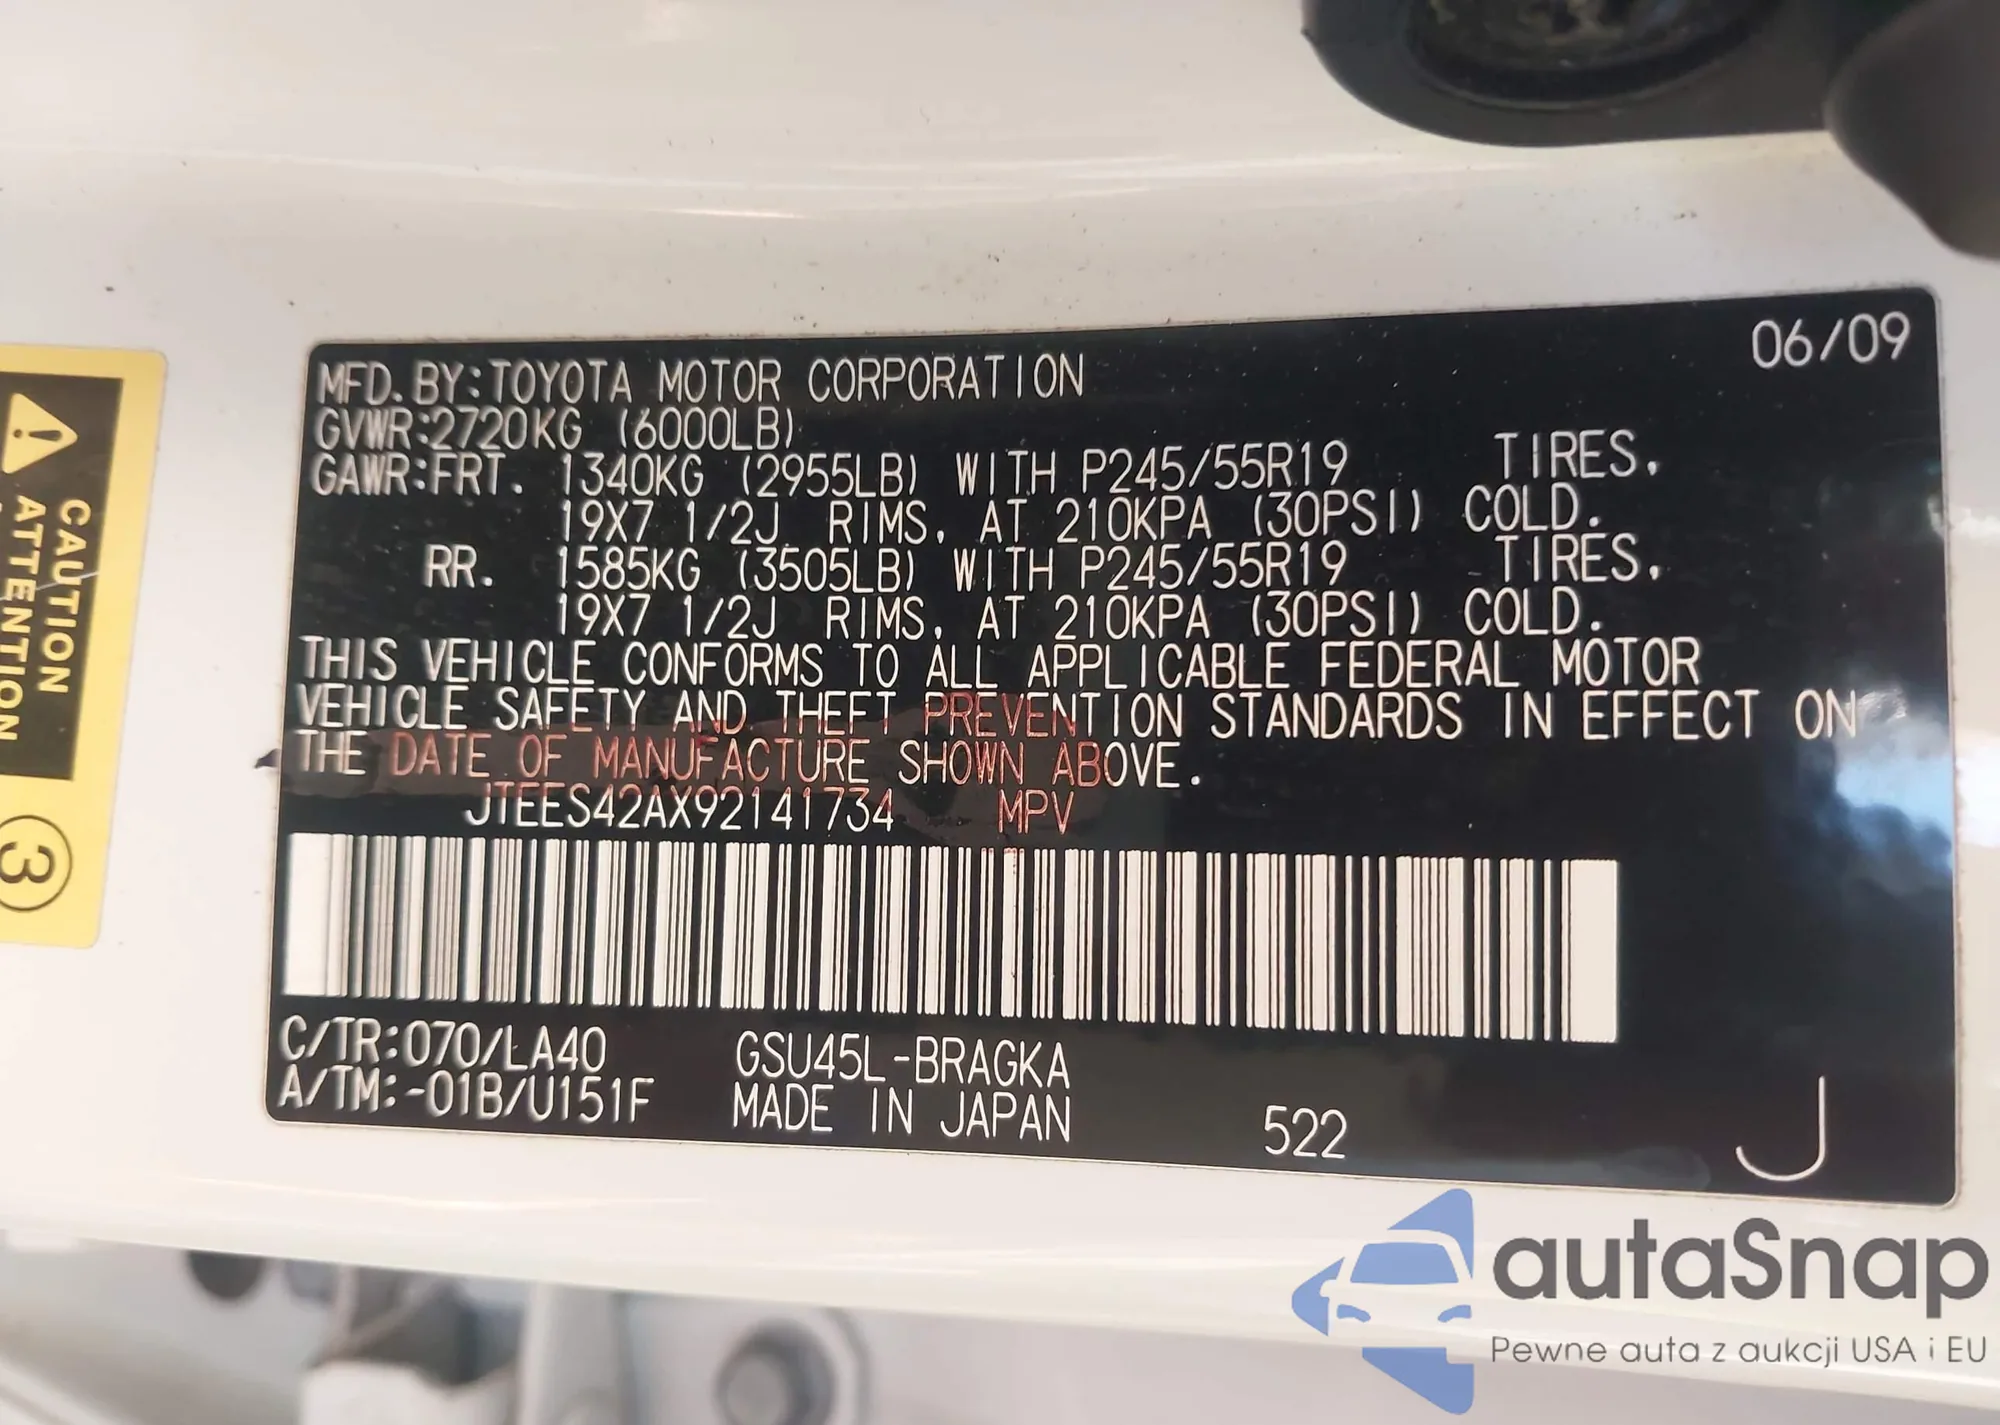 06/09
MFD. BY: TOYOTA MOTOR CORPORATION
GVWR:2720KG (6000LB)
GAWR:FRT. 1340KG (2955LB) WITH P245/55R19 TIRES,
19X7 1/2J RIMS, AT 210KPA (30PSI) COLD.
RR. 1585KG (3505LB) WITH P245/55R19 TIRES,
19X7 1/2J RIMS, AT 210KPA (30PSI) COLD.
THIS VEHICLE CONFORMS TO ALL APPLICABLE FEDERAL MOTOR
VEHICLE SAFETY AND THEFT PREVENTION STANDARDS IN EFFECT ON
THE DATE OF MANUFACTURE SHOWN ABOVE.
JTEES42AX92141734 MPV
C/TR:070/LA40 GSU45L-BRAGKA
A/TM:-01B/U151F MADE IN JAPAN 522 J
CAUTION
ATTENTION
3
autaSnap
Pewne auta z aukcji USA i EU